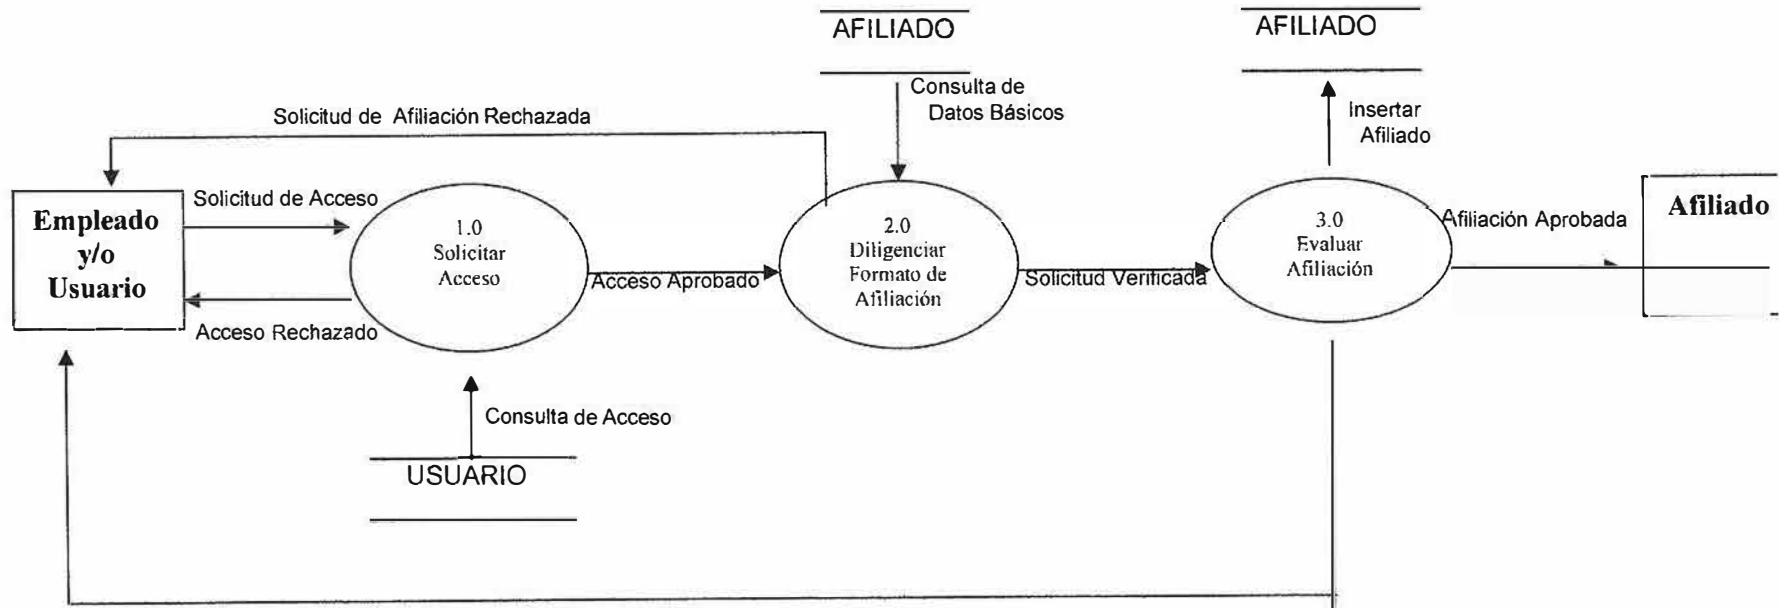 AFILIADO
AFILIADO
Consulta de
Datos Básicos
Insertar
Afiliado
Solicitud de Afiliación Rechazada
Empleado
y/o
Usuario
Solicitud de Acceso
Acceso Rechazado
1.0
Solicitar
Acceso
Acceso Aprobado
2.0
Diligenciar
Formato de
Afiliación
Solicitud Verificada
3.0
Evaluar
Afiliación
Afiliación Aprobada
Afiliado
Consulta de Acceso
USUARIO